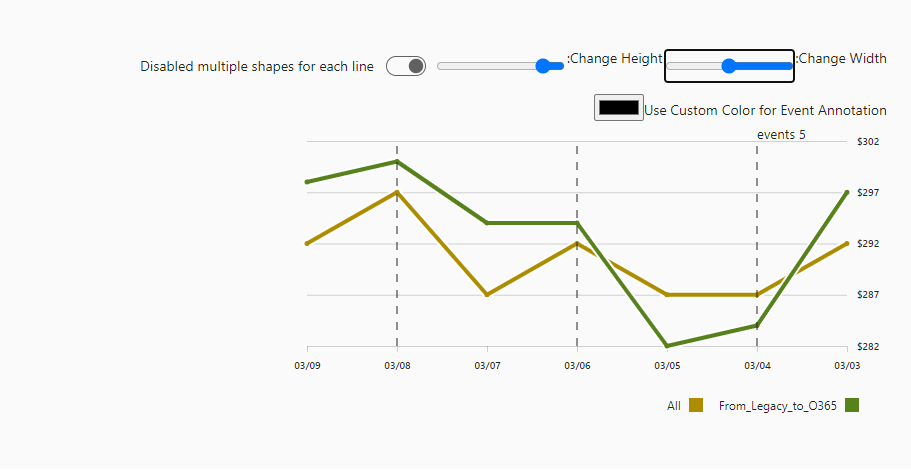 Change Width:
Change Height:
Disabled multiple shapes for each line
Use Custom Color for Event Annotation
5 events
$302
$297
$292
$287
$282
03/09
03/08
03/07
03/06
03/05
03/04
03/03
All
From_Legacy_to_O365